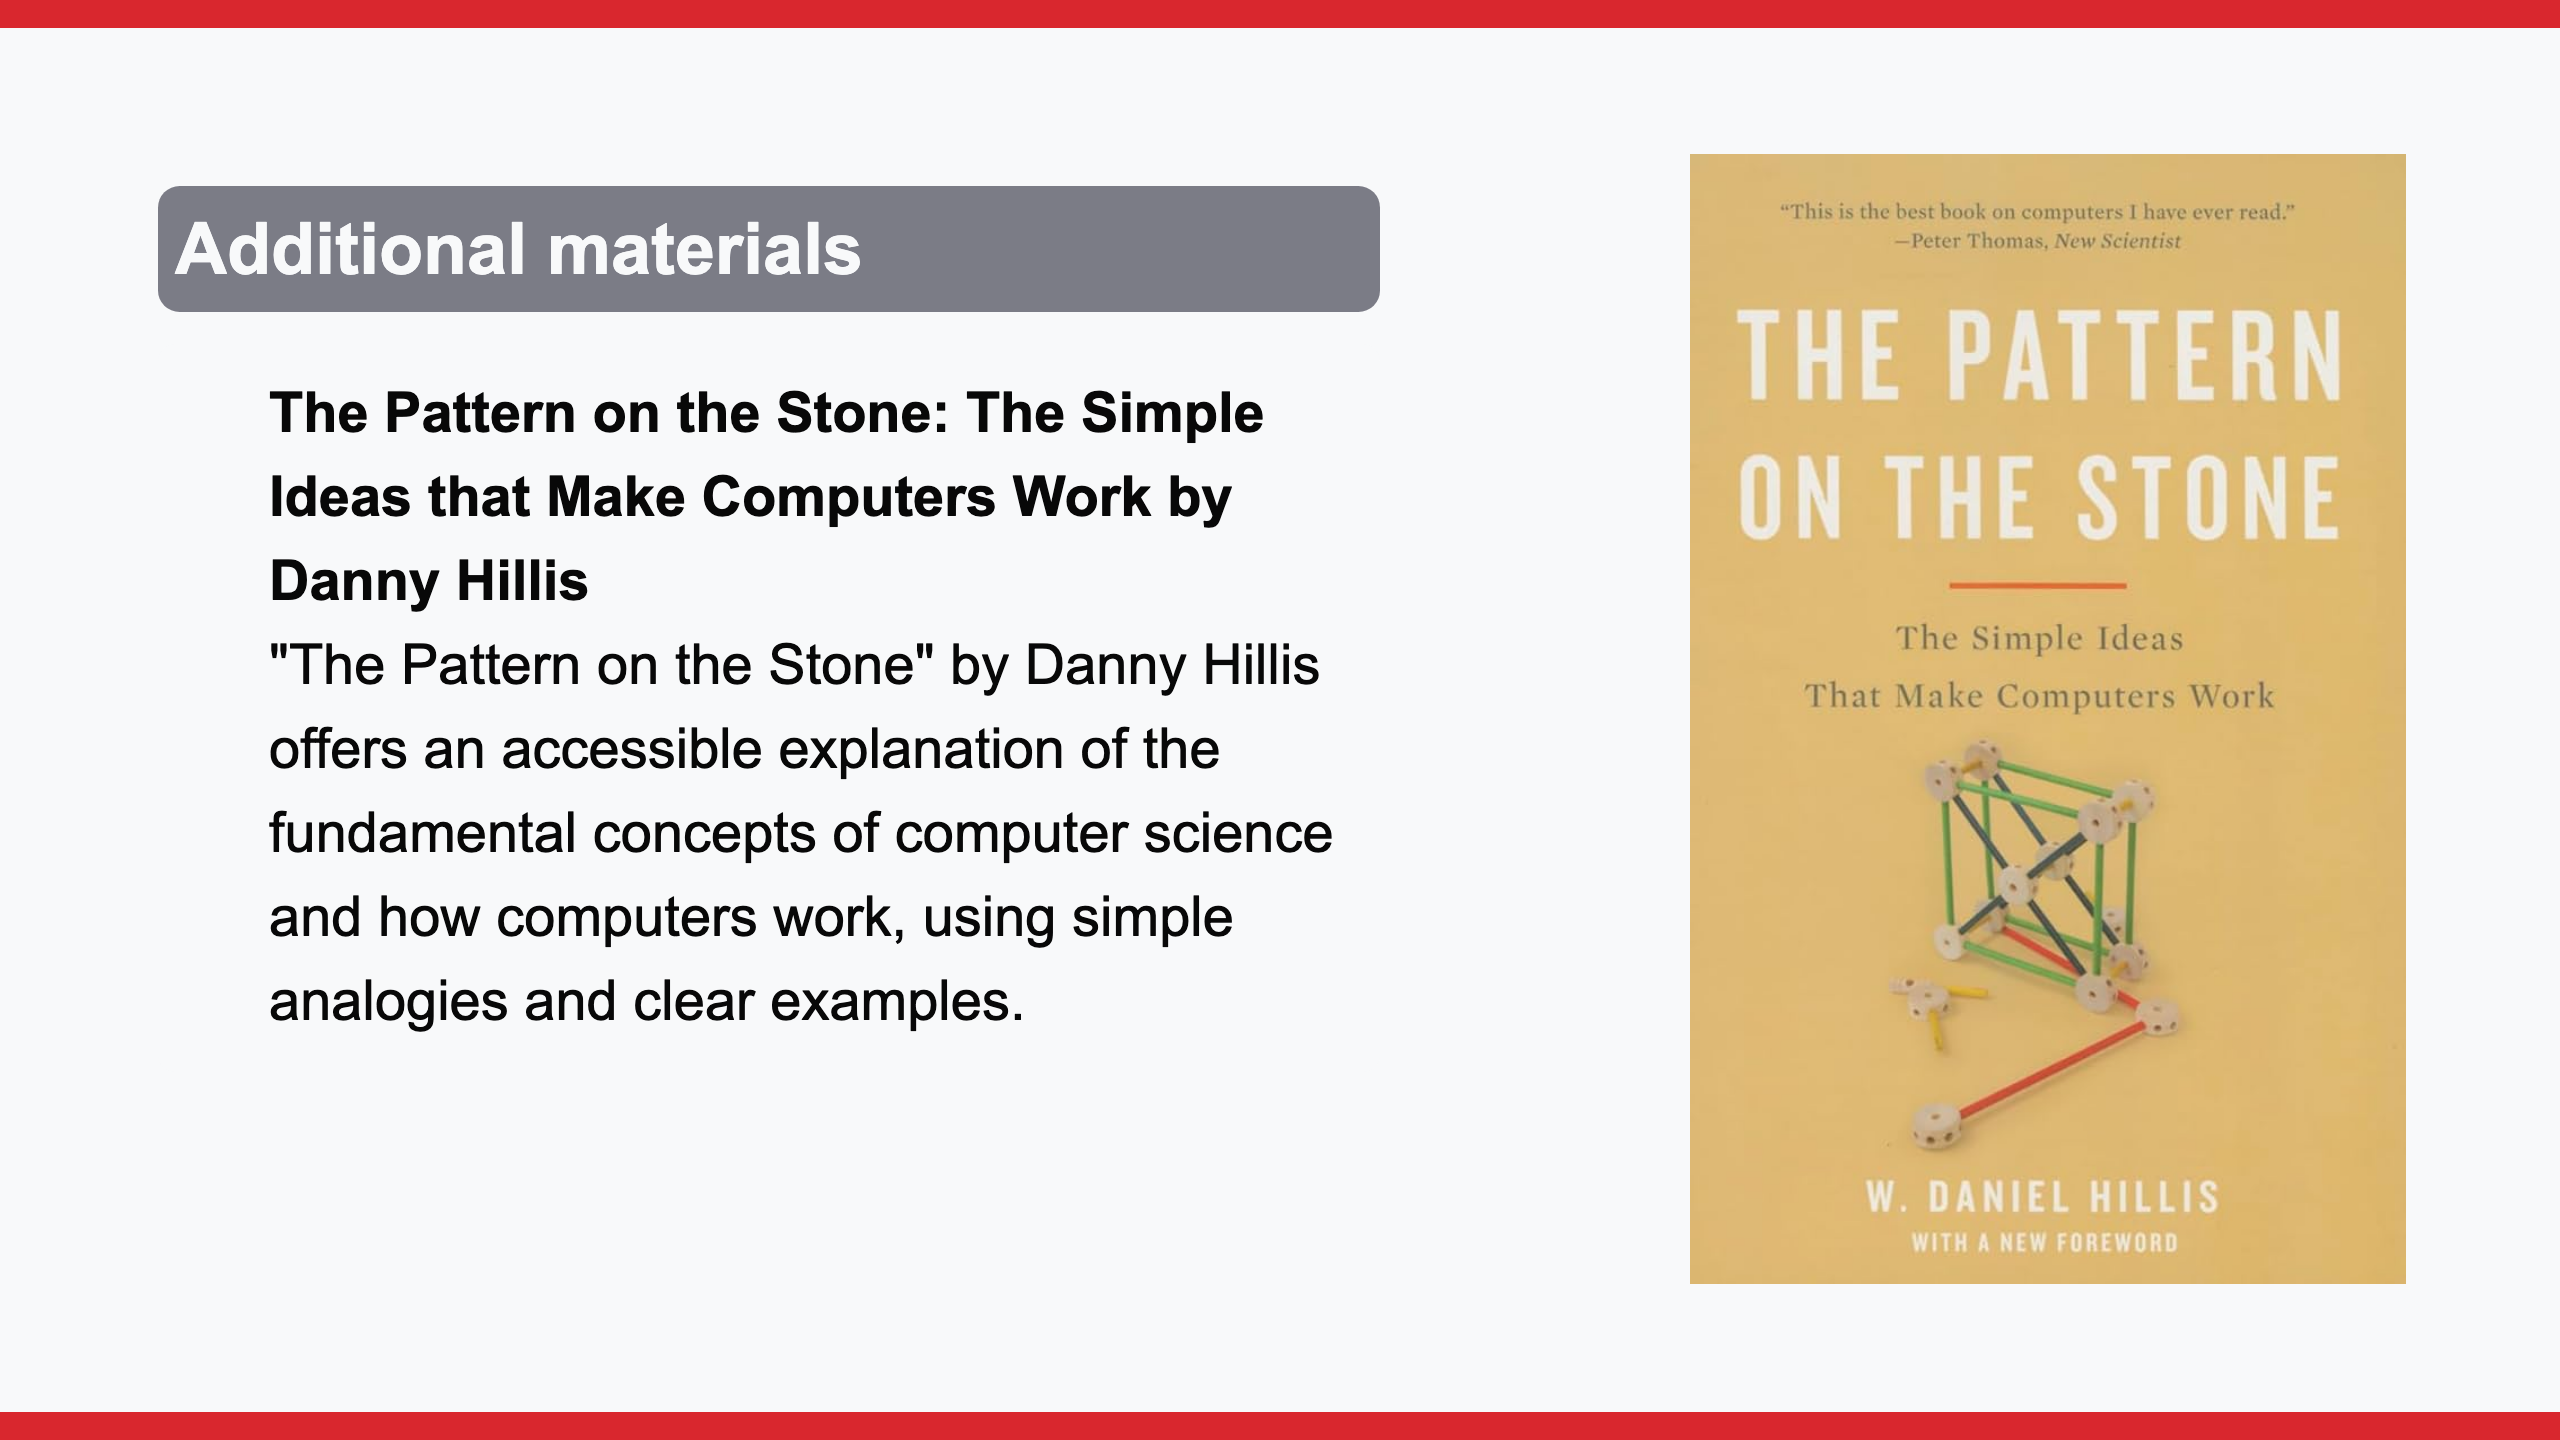 Additional materials
The Pattern on the Stone: The Simple
Ideas that Make Computers Work by
Danny Hillis
"The Pattern on the Stone" by Danny Hillis
offers an accessible explanation of the
fundamental concepts of computer science
and how computers work, using simple
analogies and clear examples.
“This is the best book on computers I have ever read.”
—Peter Thomas, New Scientist
THE PATTERN
ON THE STONE
The Simple Ideas
That Make Computers Work
W. DANIEL HILLIS
WITH A NEW FOREWORD